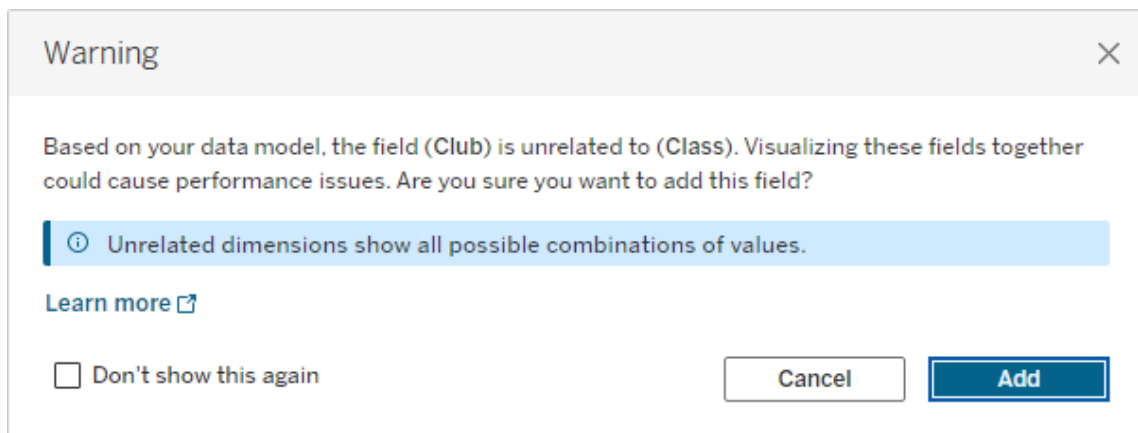 Warning
Based on your data model, the field (Club) is unrelated to (Class). Visualizing these fields together
could cause performance issues. Are you sure you want to add this field?
Unrelated dimensions show all possible combinations of values.
Learn more
Don't show this again
Cancel
Add